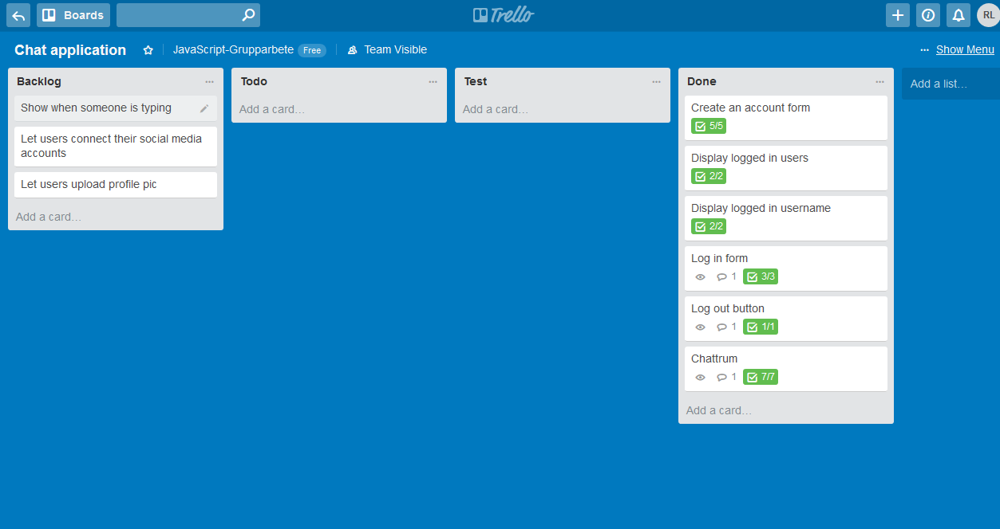 Boards
Trello
RL
Chat application
JavaScript-Grupparbete Free
Team Visible
... Show Menu
Backlog
Show when someone is typing
Let users connect their social media
accounts
Let users upload profile pic
Add a card...
Todo
Add a card...
Test
Add a card...
Done
Create an account form
5/5
Display logged in users
2/2
Display logged in username
2/2
Log in form
1 3/3
Log out button
1 1/1
Chattrum
1 7/7
Add a card...
Add a list...